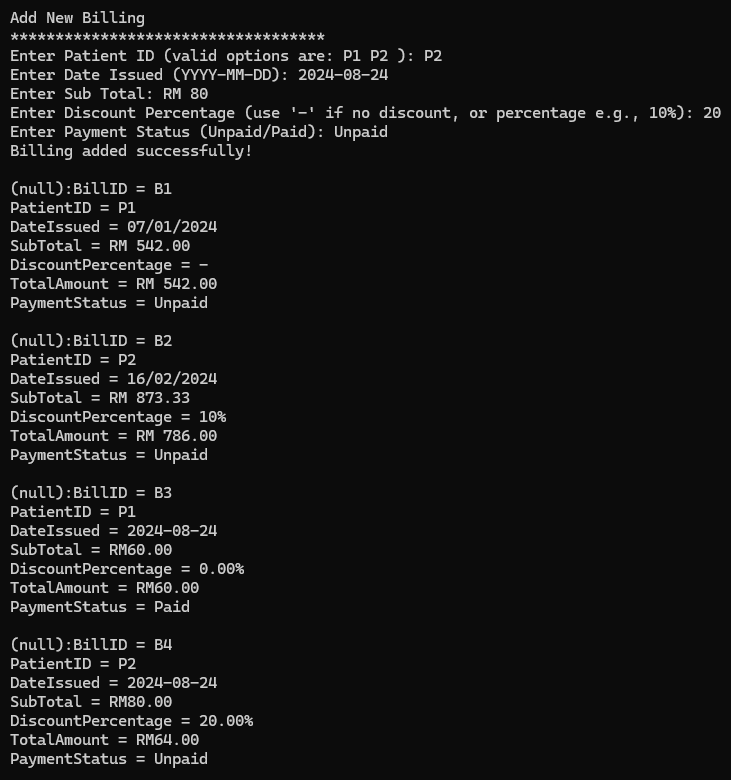 Add New Billing
***********************************
Enter Patient ID (valid options are: P1 P2 ): P2
Enter Date Issued (YYYY-MM-DD): 2024-08-24
Enter Sub Total: RM 80
Enter Discount Percentage (use '-' if no discount, or percentage e.g., 10%): 20
Enter Payment Status (Unpaid/Paid): Unpaid
Billing added successfully!

(null):BillID = B1
PatientID = P1
DateIssued = 07/01/2024
SubTotal = RM 542.00
DiscountPercentage = -
TotalAmount = RM 542.00
PaymentStatus = Unpaid

(null):BillID = B2
PatientID = P2
DateIssued = 16/02/2024
SubTotal = RM 873.33
DiscountPercentage = 10%
TotalAmount = RM 786.00
PaymentStatus = Unpaid

(null):BillID = B3
PatientID = P1
DateIssued = 2024-08-24
SubTotal = RM60.00
DiscountPercentage = 0.00%
TotalAmount = RM60.00
PaymentStatus = Paid

(null):BillID = B4
PatientID = P2
DateIssued = 2024-08-24
SubTotal = RM80.00
DiscountPercentage = 20.00%
TotalAmount = RM64.00
PaymentStatus = Unpaid